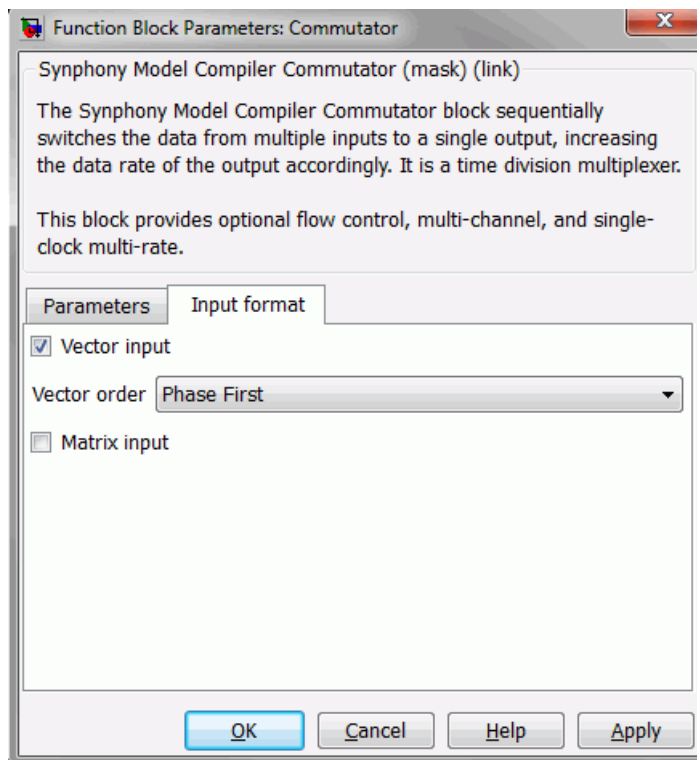 Function Block Parameters: Commutator
Synphony Model Compiler Commutator (mask) (link)
The Synphony Model Compiler Commutator block sequentially
switches the data from multiple inputs to a single output, increasing
the data rate of the output accordingly. It is a time division multiplexer.
This block provides optional flow control, multi-channel, and single-
clock multi-rate.
Parameters
Input format
Vector input
Vector order
Phase First
Matrix input
OK
Cancel
Help
Apply